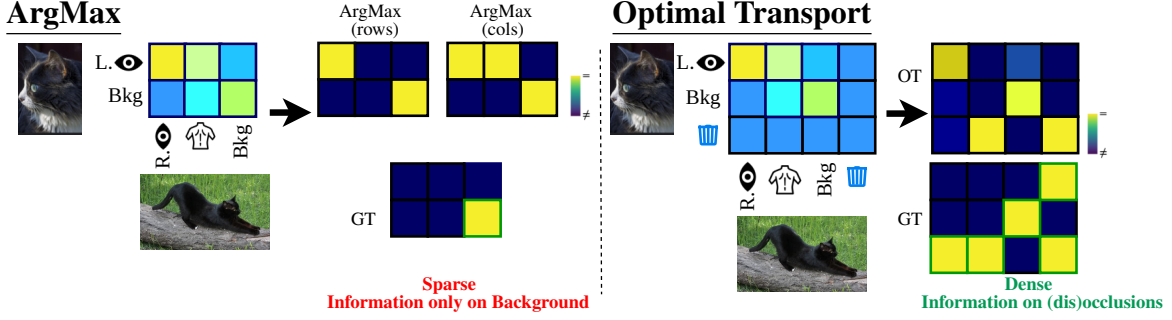 ArgMax
ArgMax
(rows)
ArgMax
(cols)
L.
Bkg
=
≠
R.
Bkg
GT
Sparse
Information only on Background
Optimal Transport
L.
Bkg
OT
=
≠
R.
Bkg
GT
Dense
Information on (dis)occlusions